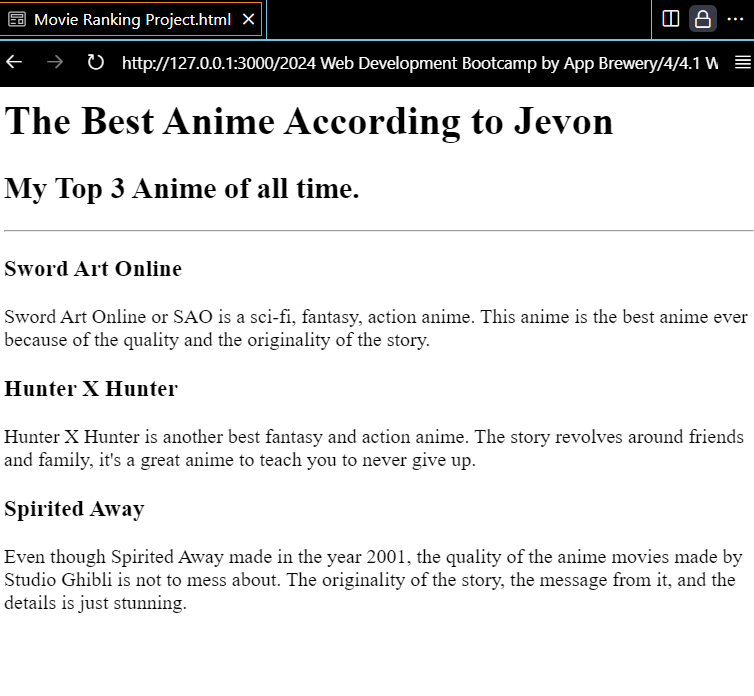 Movie Ranking Project.html
http://127.0.0.1:3000/2024 Web Development Bootcamp by App Brewery/4/4.1 W
The Best Anime According to Jevon
My Top 3 Anime of all time.
Sword Art Online
Sword Art Online or SAO is a sci-fi, fantasy, action anime. This anime is the best anime ever
because of the quality and the originality of the story.
Hunter X Hunter
Hunter X Hunter is another best fantasy and action anime. The story revolves around friends
and family, it's a great anime to teach you to never give up.
Spirited Away
Even though Spirited Away made in the year 2001, the quality of the anime movies made by
Studio Ghibli is not to mess about. The originality of the story, the message from it, and the
details is just stunning.